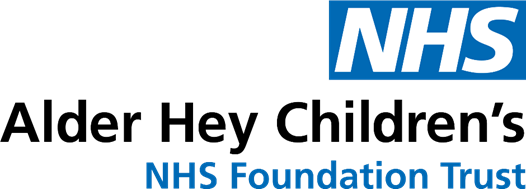 NHS
Alder Hey Children’s
NHS Foundation Trust